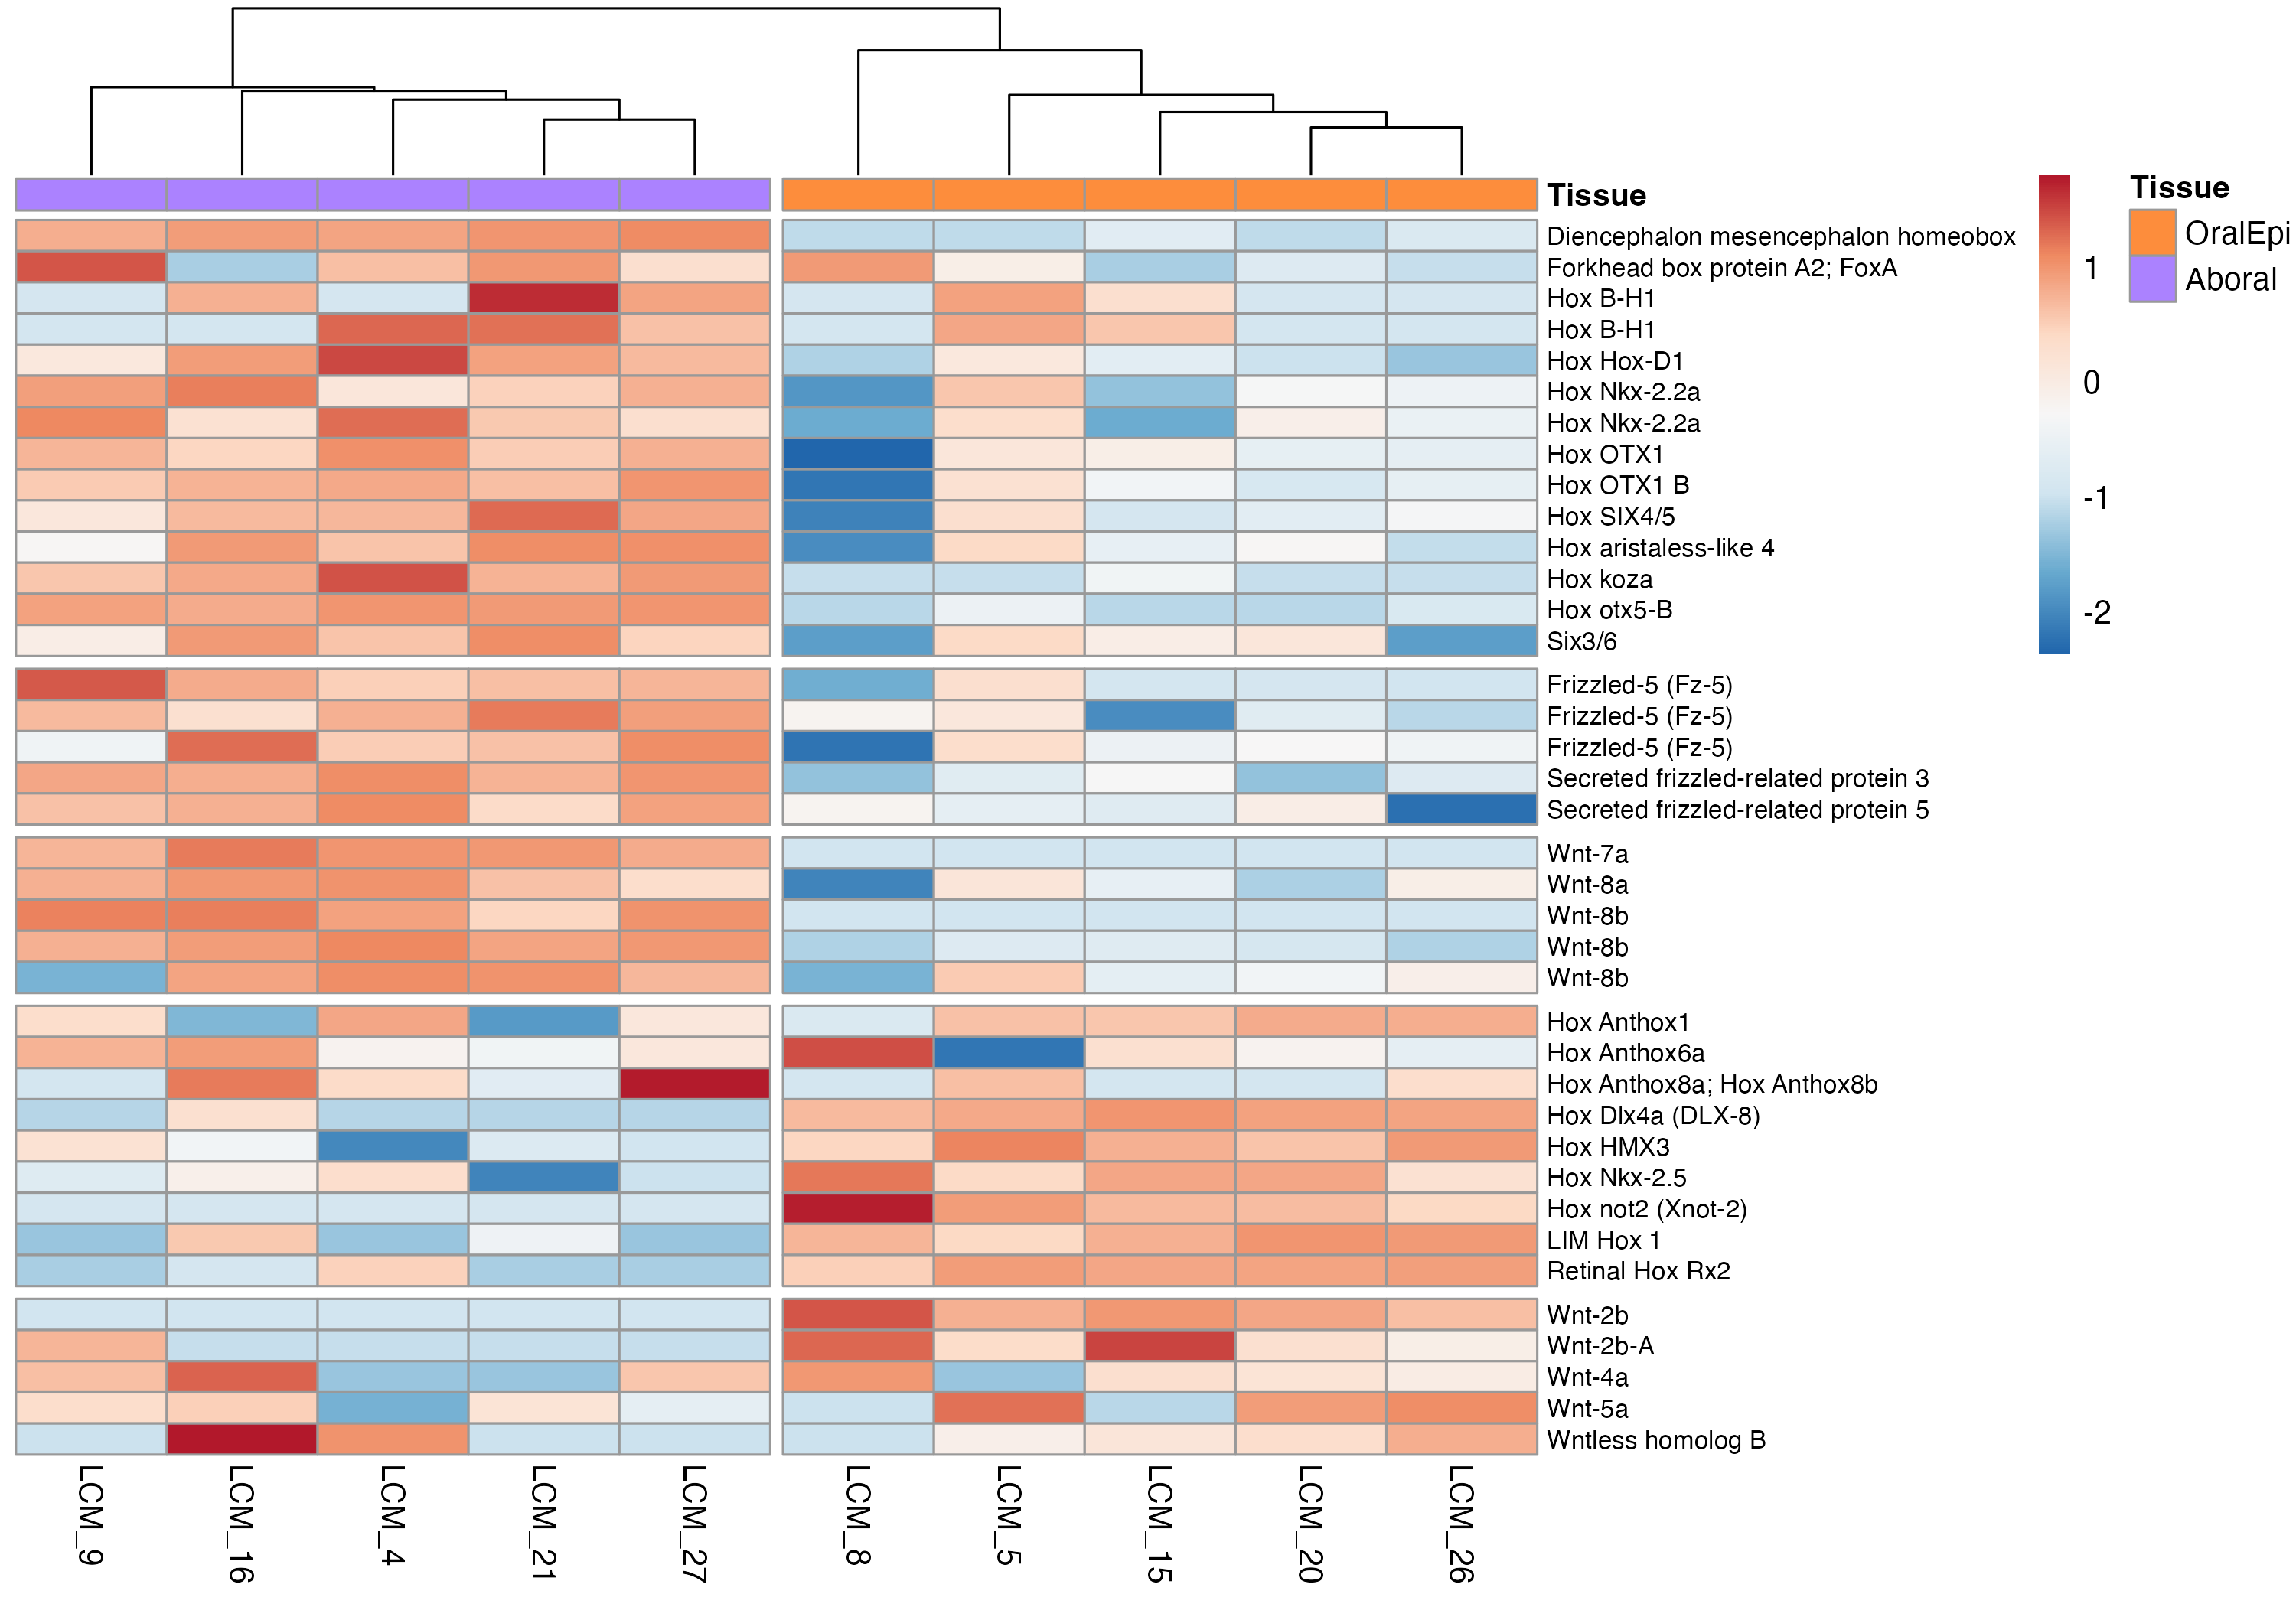 Tissue
Diencephalon mesencephalon homeobox
Forkhead box protein A2; FoxA
Hox B-H1
Hox B-H1
Hox Hox-D1
Hox Nkx-2.2a
Hox Nkx-2.2a
Hox OTX1
Hox OTX1 B
Hox SIX4/5
Hox aristaless-like 4
Hox koza
Hox otx5-B
Six3/6
Frizzled-5 (Fz-5)
Frizzled-5 (Fz-5)
Frizzled-5 (Fz-5)
Secreted frizzled-related protein 3
Secreted frizzled-related protein 5
Wnt-7a
Wnt-8a
Wnt-8b
Wnt-8b
Wnt-8b
Hox Anthox1
Hox Anthox6a
Hox Anthox8a; Hox Anthox8b
Hox Dlx4a (DLX-8)
Hox HMX3
Hox Nkx-2.5
Hox not2 (Xnot-2)
LIM Hox 1
Retinal Hox Rx2
Wnt-2b
Wnt-2b-A
Wnt-4a
Wnt-5a
Wntless homolog B
LCM_9
LCM_16
LCM_4
LCM_21
LCM_27
LCM_8
LCM_5
LCM_15
LCM_20
LCM_26
1
0
-1
-2
Tissue
OralEpi
Aboral